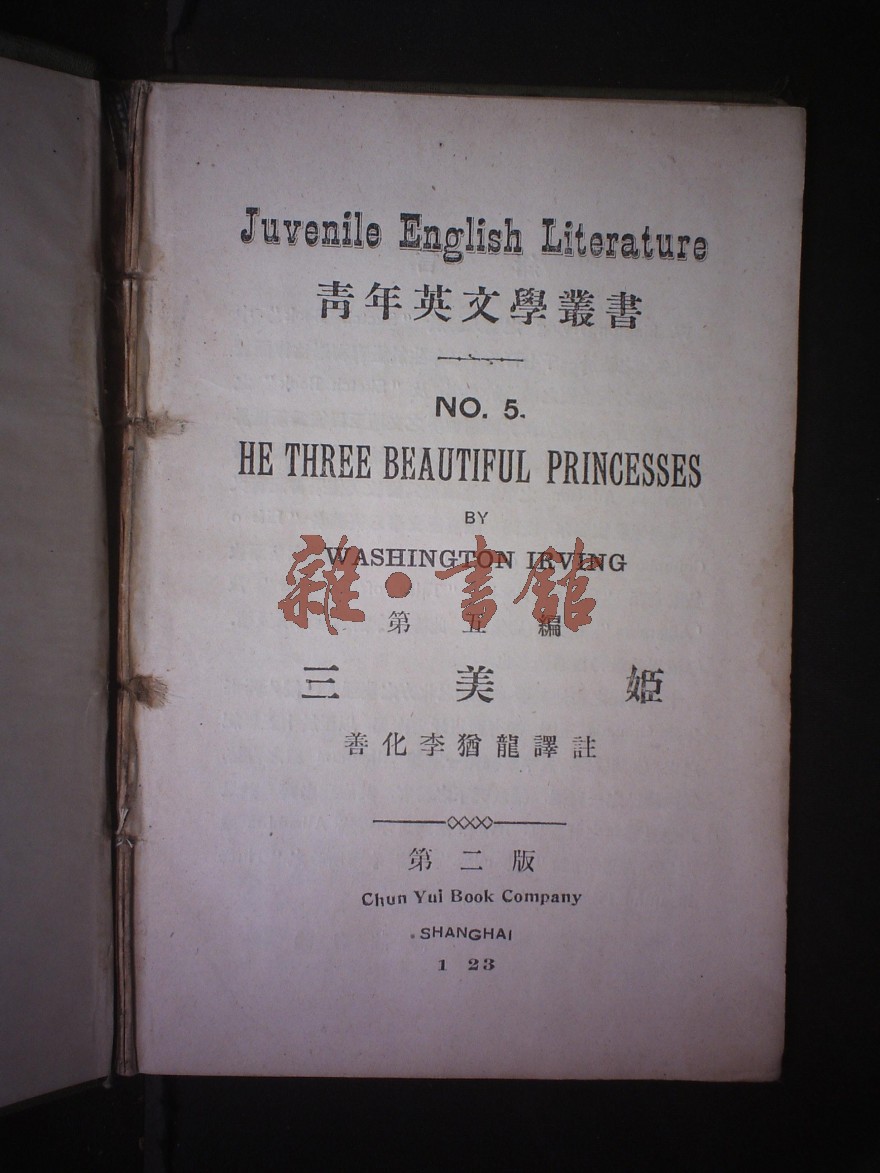 Juvenile English Literature
靑年英文學叢書
NO. 5.
HE THREE BEAUTIFUL PRINCESSES
BY
WASHINGTON IRVING
雜·書館
第五編
三美姬
善化李猶龍譯註
第二版
Chun Yui Book Company
SHANGHAI
1 23